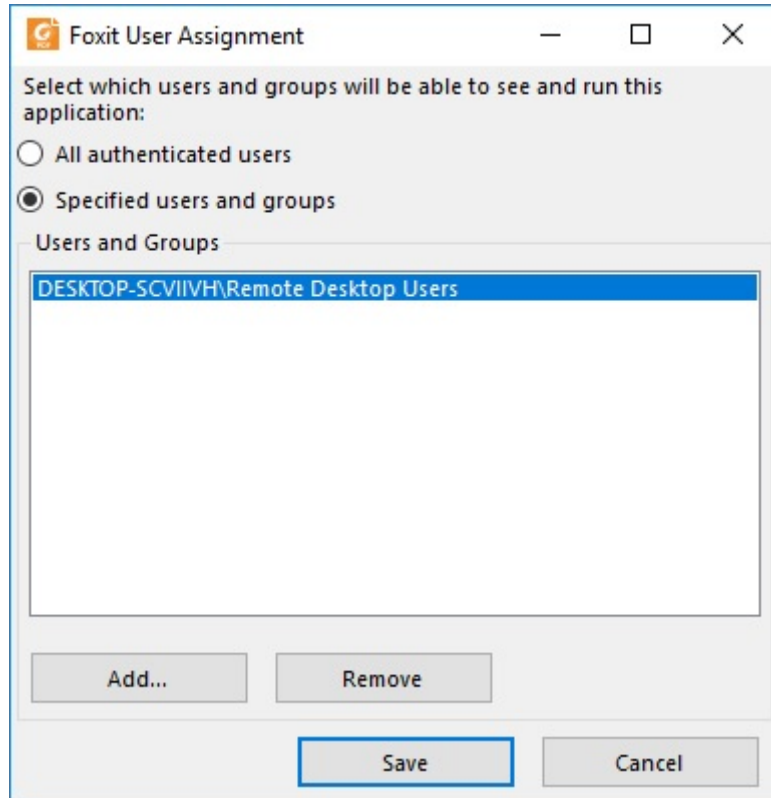 Foxit User Assignment
Select which users and groups will be able to see and run this
application:
All authenticated users
Specified users and groups
Users and Groups
DESKTOP-SCVIIVH\Remote Desktop Users
Add...
Remove
Save
Cancel